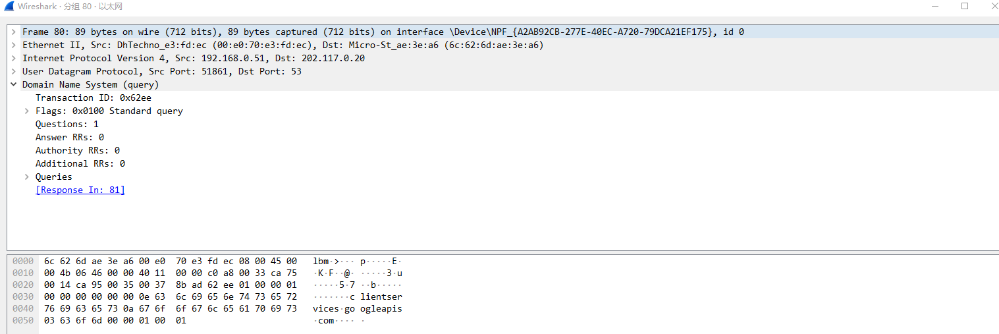 Wireshark · 分组 80 · 以太网
Frame 80: 89 bytes on wire (712 bits), 89 bytes captured (712 bits) on interface \Device\NPF_{A2AB92CB-277E-40EC-A720-79DCA21EF175}, id 0
Ethernet II, Src: DhTechno_e3:fd:ec (00:e0:70:e3:fd:ec), Dst: Micro-St_ae:3e:a6 (6c:62:6d:ae:3e:a6)
Internet Protocol Version 4, Src: 192.168.0.51, Dst: 202.117.0.20
User Datagram Protocol, Src Port: 51861, Dst Port: 53
Domain Name System (query)
Transaction ID: 0x62ee
Flags: 0x0100 Standard query
Questions: 1
Answer RRs: 0
Authority RRs: 0
Additional RRs: 0
Queries
[Response In: 81]
0000 6c 62 6d ae 3e a6 00 e0 70 e3 fd ec 08 00 45 00 lbm·>··· p·····E·
0010 00 4b 06 46 00 00 40 11 00 00 c0 a8 00 33 ca 75 ·K·F··@· ·····3·u
0020 00 14 ca 95 00 35 00 37 8b ad 62 ee 01 00 00 01 ·····5·7 ··b·····
0030 00 00 00 00 00 00 0e 63 6c 69 65 6e 74 73 65 72 ·······c lientser
0040 76 69 63 65 73 0a 67 6f 6f 67 6c 65 61 70 69 73 vices·go ogleapis
0050 03 63 6f 6d 00 00 01 00 01 ·com···· ·